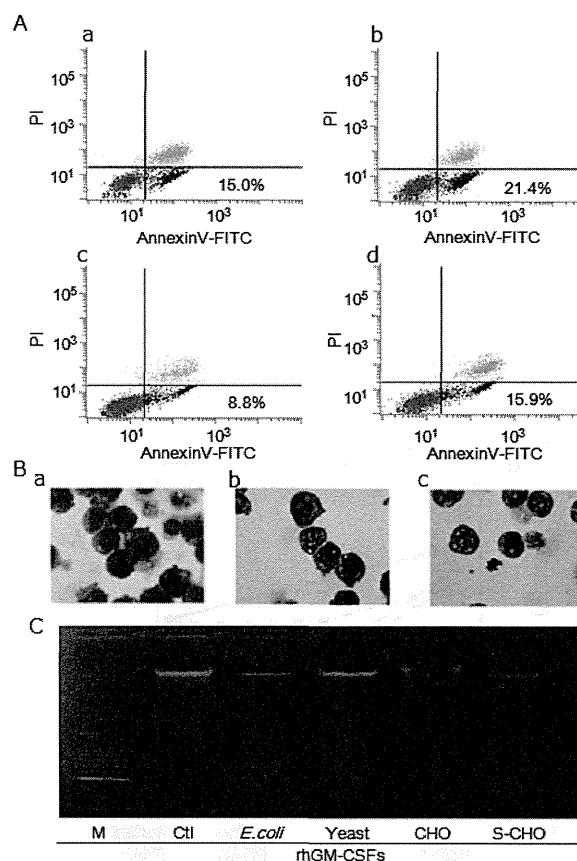 A
a
b
PI
10⁵
10³
10¹
15.0%
10¹
10³
AnnexinV-FITC
PI
10⁵
10³
10¹
21.4%
10¹
10³
AnnexinV-FITC
c
d
PI
10⁵
10³
10¹
8.8%
10¹
10³
AnnexinV-FITC
PI
10⁵
10³
10¹
15.9%
10¹
10³
AnnexinV-FITC
B
a
b
c
C
M Ctl E.coli Yeast CHO S-CHO
rhGM-CSFs